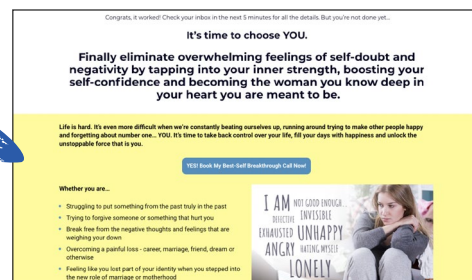 Congrats, it worked! Check your inbox in the next 5 minutes for all the details. But you're not done yet...
It's time to choose YOU.
Finally eliminate overwhelming feelings of self-doubt and
negativity by tapping into your inner strength, boosting your
self-confidence and becoming the woman you know deep in
your heart you are meant to be.
Life is hard. It's even more difficult when we're constantly beating ourselves up, running around trying to make other people happy
and forgetting about number one... YOU. It's time to take back control over your life, fill your days with happiness and unlock the
unstoppable force that is you.
YES! Book My Best-Self Breakthrough Call Now!
Whether you are...
Struggling to put something from the past truly in the past
Trying to forgive someone or something that hurt you
Break free from the negative thoughts and feelings that are
weighing your down
Overcoming a painful loss - career, marriage, friend, dream or
otherwise
Feeling like you lost part of your identity when you stepped into
the new role of marriage or motherhood
I AM NOT GOOD ENOUGH...
DEFECTIVE INVISIBLE
EXHAUSTED UNHAPPY
ANGRY HATING MYSELF
LONELY